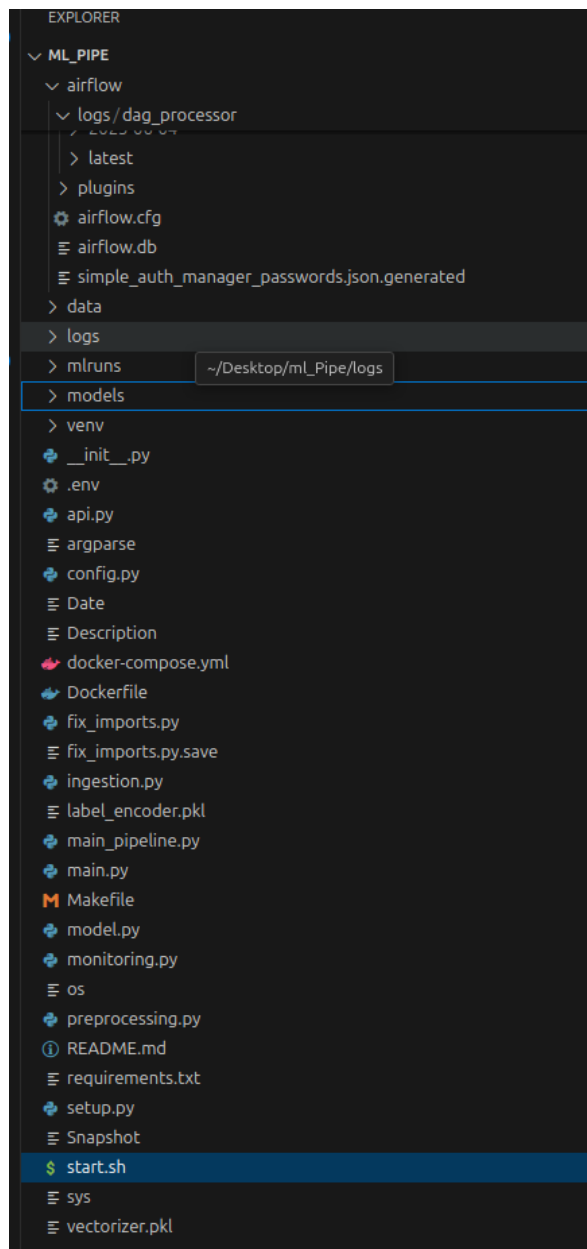 EXPLORER
ML_PIPE
airflow
logs/dag_processor
latest
plugins
airflow.cfg
airflow.db
simple_auth_manager_passwords.json.generated
data
logs
mlruns
~/Desktop/ml_Pipe/logs
models
venv
__init__.py
.env
api.py
argparse
config.py
Date
Description
docker-compose.yml
Dockerfile
fix_imports.py
fix_imports.py.save
ingestion.py
label_encoder.pkl
main_pipeline.py
main.py
M Makefile
model.py
monitoring.py
os
preprocessing.py
README.md
requirements.txt
setup.py
Snapshot
$ start.sh
sys
vectorizer.pkl